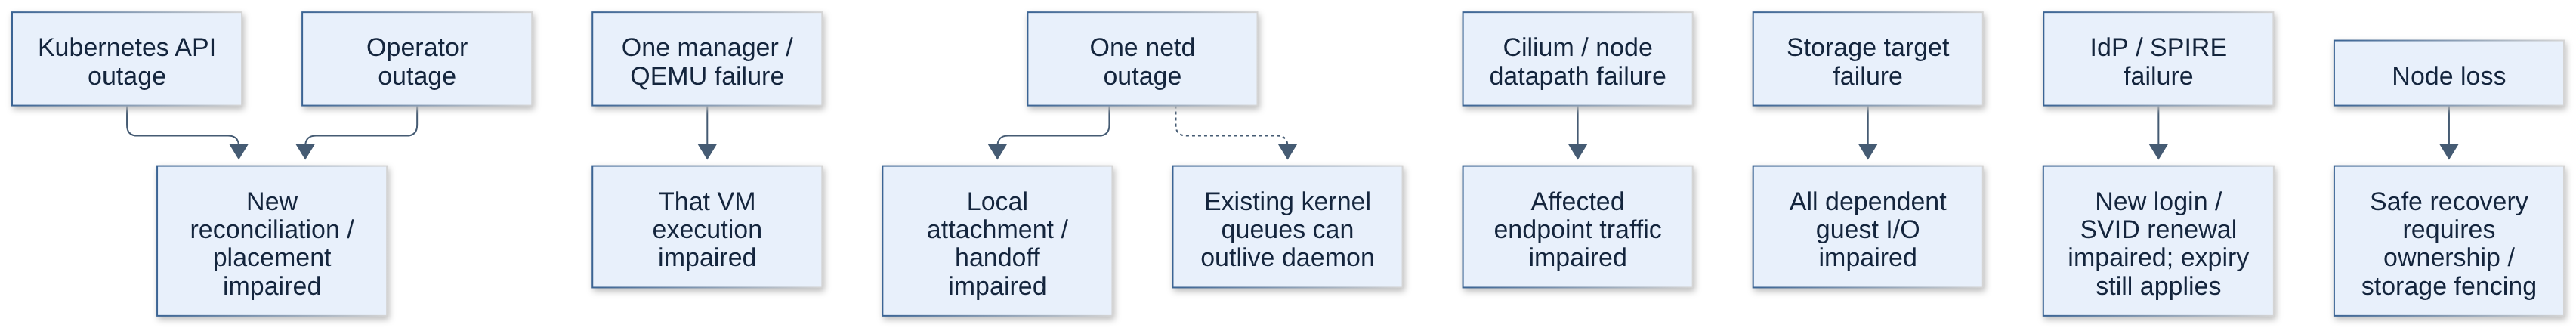 Kubernetes API
outage
Operator
outage
One manager /
QEMU failure
One netd
outage
Cilium / node
datapath failure
Storage target
failure
IdP / SPIRE
failure
Node loss
New
reconciliation /
placement
impaired
That VM
execution
impaired
Local
attachment /
handoff
impaired
Existing kernel
queues can
outlive daemon
Affected
endpoint traffic
impaired
All dependent
guest I/O
impaired
New login /
SVID renewal
impaired; expiry
still applies
Safe recovery
requires
ownership /
storage fencing